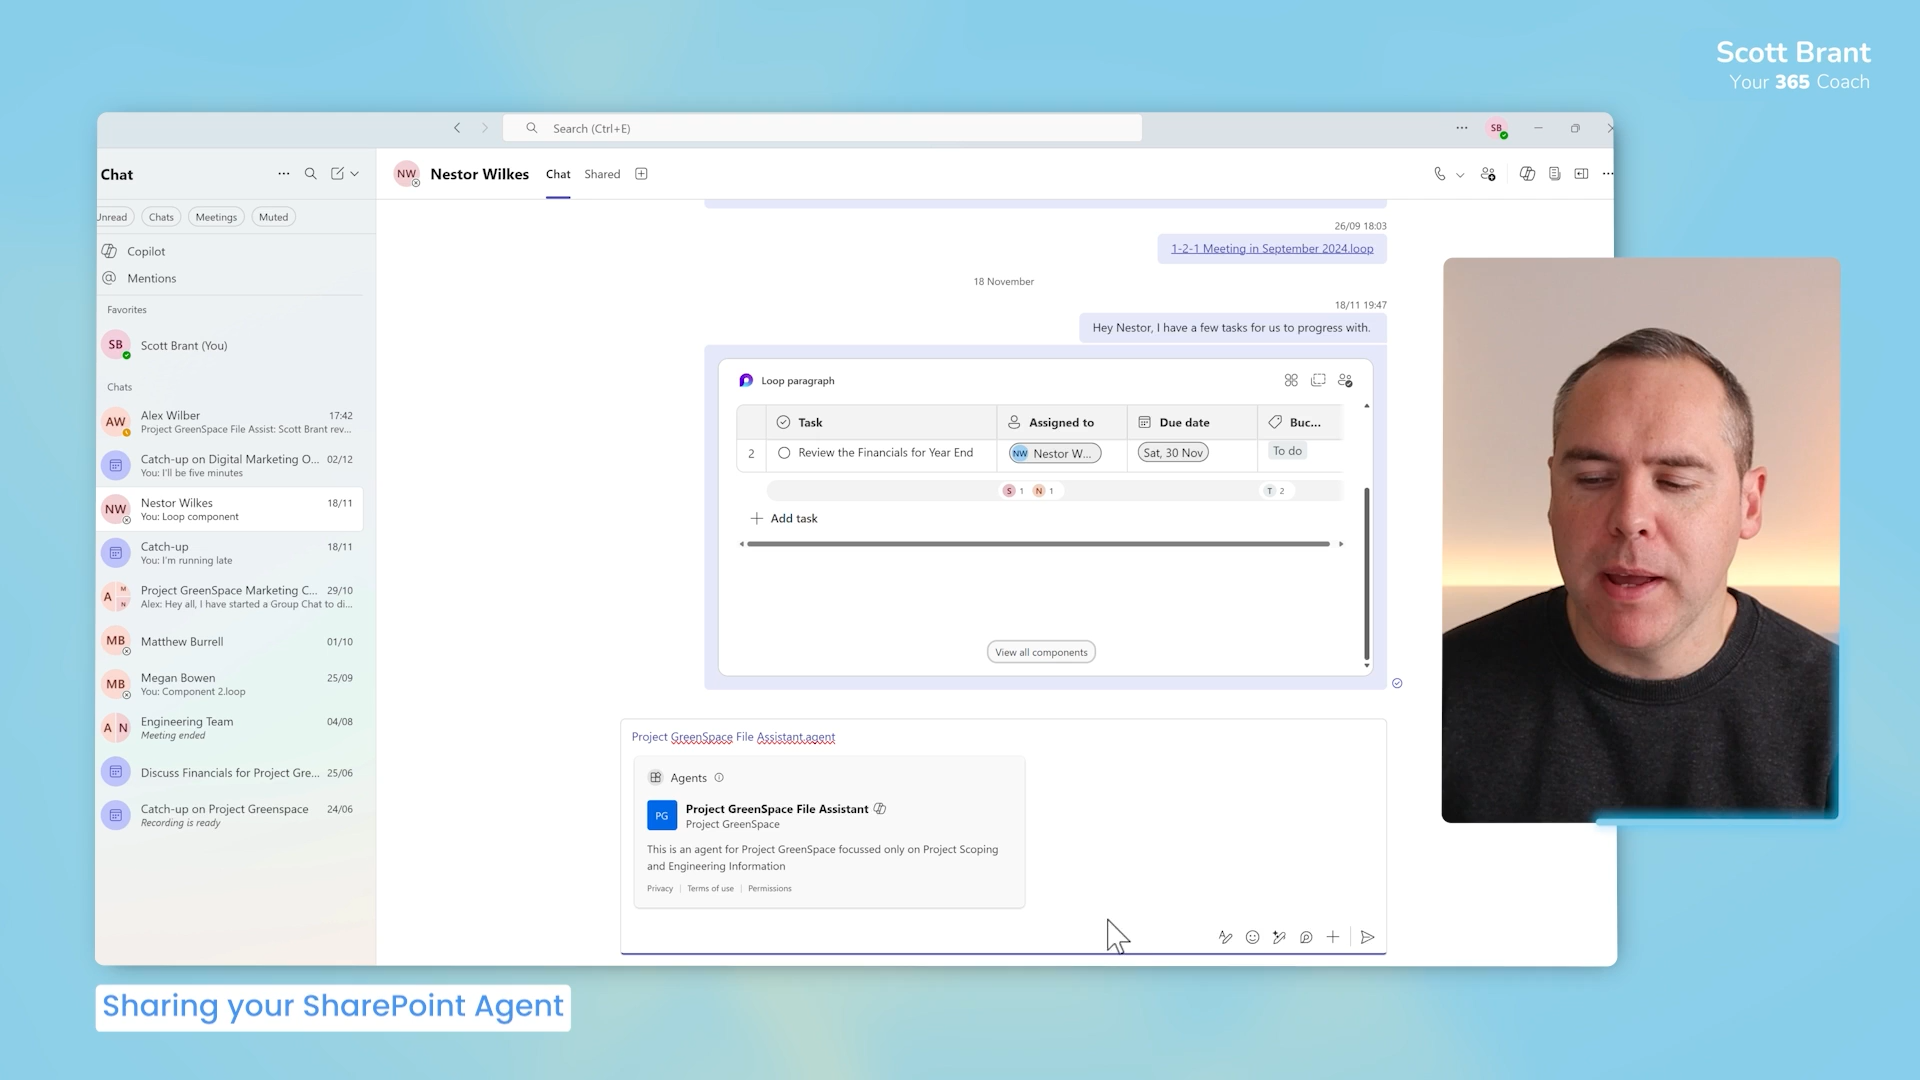 Scott Brant
Your 365 Coach
Search (Ctrl+E)
SB
Chat
Unread
Chats
Meetings
Muted
Copilot
Mentions
Favorites
SB
Scott Brant (You)
Chats
AW
Alex Wilber 17:42
Project GreenSpace File Assist: Scott Brant rev...
Catch-up on Digital Marketing O... 02/12
You: I'll be five minutes
NW
Nestor Wilkes 18/11
You: Loop component
Catch-up 18/11
You: I'm running late
A M N
Project GreenSpace Marketing C... 29/10
Alex: Hey all, I have started a Group Chat to di...
MB
Matthew Burrell 01/10
MB
Megan Bowen 25/09
You: Component 2.loop
A N
Engineering Team 04/08
Meeting ended
Discuss Financials for Project Gre... 25/06
Catch-up on Project Greenspace 24/06
Recording is ready
NW
Nestor Wilkes Chat Shared
26/09 18:03
1-2-1 Meeting in September 2024.loop
18 November
18/11 19:47
Hey Nestor, I have a few tasks for us to progress with.
Loop paragraph
Task Assigned to Due date Buc...
2 Review the Financials for Year End NW Nestor W... Sat, 30 Nov To do
S 1 N 1 T 2
Add task
View all components
Project GreenSpace File Assistant.agent
Agents
PG
Project GreenSpace File Assistant
Project GreenSpace
This is an agent for Project GreenSpace focussed only on Project Scoping
and Engineering Information
Privacy | Terms of use | Permissions
Sharing your SharePoint Agent